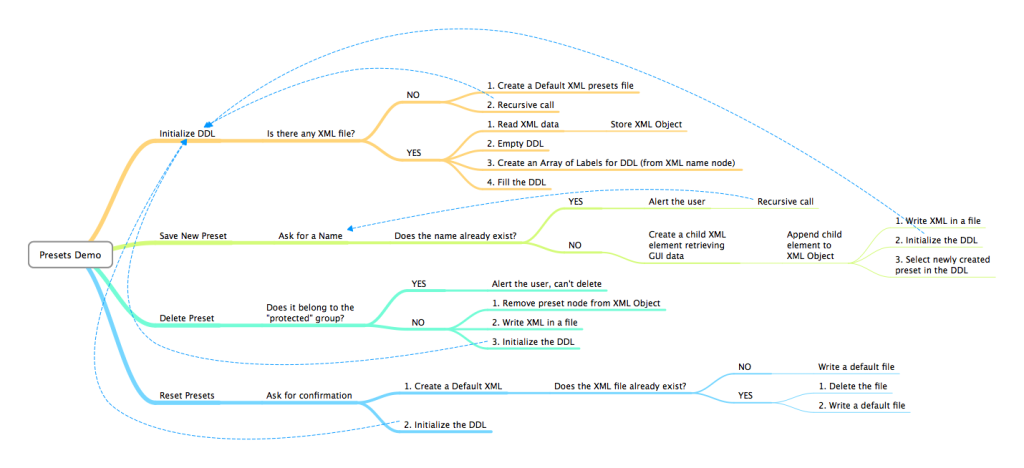 Presets Demo
Initialize DDL
Is there any XML file?
NO
1. Create a Default XML presets file
2. Recursive call
YES
1. Read XML data
Store XML Object
2. Empty DDL
3. Create an Array of Labels for DDL (from XML name node)
4. Fill the DDL
Save New Preset
Ask for a Name
Does the name already exist?
YES
Alert the user
Recursive call
NO
Create a child XML
element retrieving
GUI data
Append child
element to
XML Object
1. Write XML in a file
2. Initialize the DDL
3. Select newly created
preset in the DDL
Delete Preset
Does it belong to the
"protected" group?
YES
Alert the user, can't delete
NO
1. Remove preset node from XML Object
2. Write XML in a file
3. Initialize the DDL
Reset Presets
Ask for confirmation
1. Create a Default XML
Does the XML file already exist?
NO
Write a default file
YES
1. Delete the file
2. Write a default file
2. Initialize the DDL